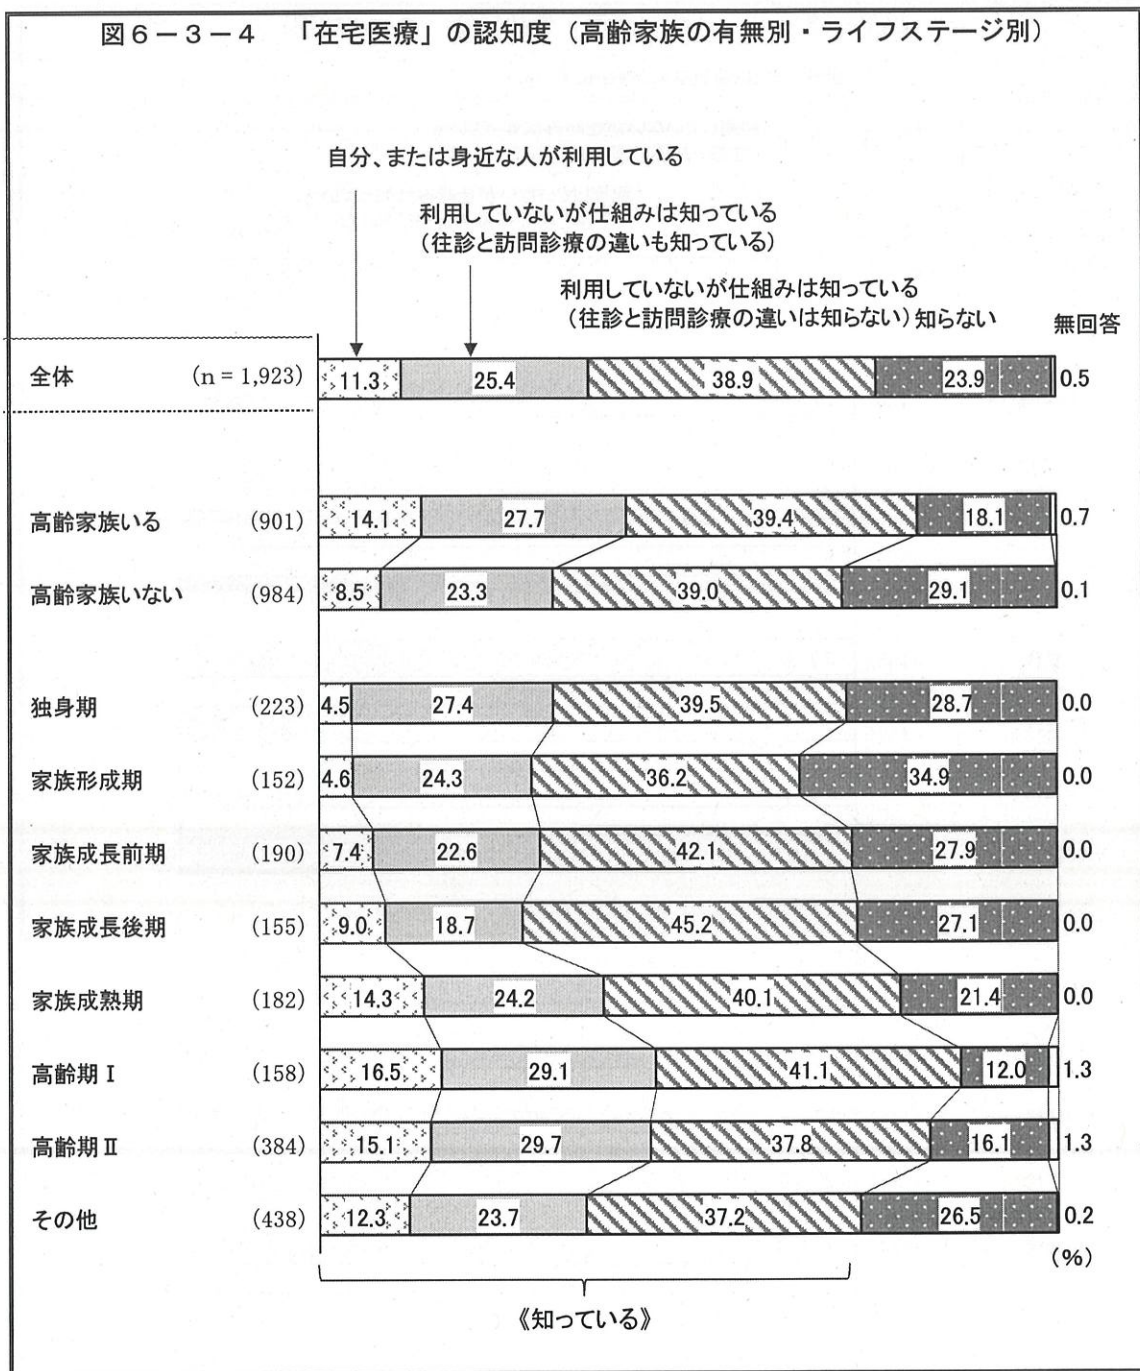 図6-3-4 「在宅医療」の認知度（高齢家族の有無別・ライフステージ別）
自分、または身近な人が利用している
利用していないが仕組みは知っている
（往診と訪問診療の違いも知っている）
利用していないが仕組みは知っている
（往診と訪問診療の違いは知らない）知らない 無回答
全体 (n = 1,923) 11.3 25.4 38.9 23.9 0.5
高齢家族いる (901) 14.1 27.7 39.4 18.1 0.7
高齢家族いない (984) 8.5 23.3 39.0 29.1 0.1
独身期 (223) 4.5 27.4 39.5 28.7 0.0
家族形成期 (152) 4.6 24.3 36.2 34.9 0.0
家族成長前期 (190) 7.4 22.6 42.1 27.9 0.0
家族成長後期 (155) 9.0 18.7 45.2 27.1 0.0
家族成熟期 (182) 14.3 24.2 40.1 21.4 0.0
高齢期Ⅰ (158) 16.5 29.1 41.1 12.0 1.3
高齢期Ⅱ (384) 15.1 29.7 37.8 16.1 1.3
その他 (438) 12.3 23.7 37.2 26.5 0.2
(%)
《知っている》